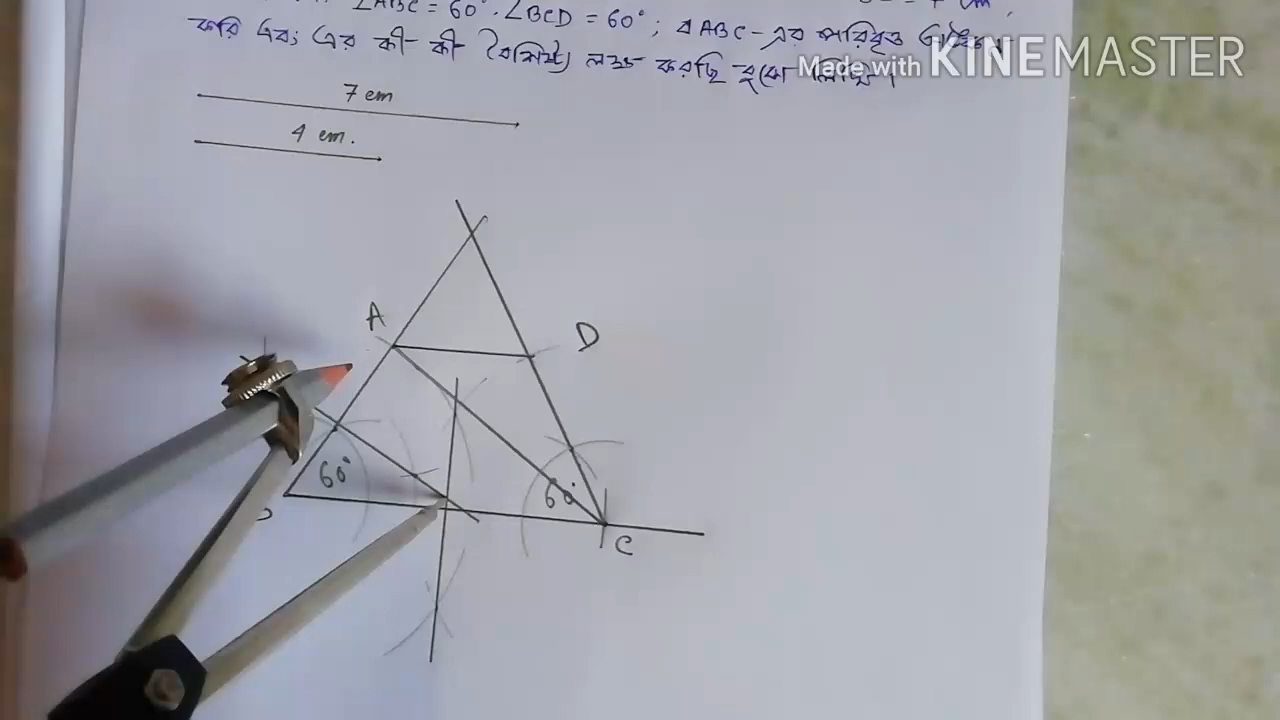 ∠ABC = 60°. ∠BCD = 60°; ΔABC-এর পরিবৃত্ত
করি এবং এর কী-কী বৈশিষ্ট্য লক্ষ করছি বুঝে লিখি।
Made with KINEMASTER
7 cm
4 cm.
A
D
60°
60°
C